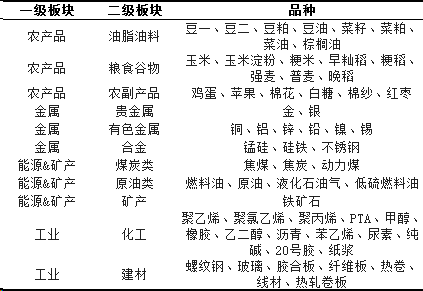 一级板块 二级板块 品种
农产品 油脂油料 豆一、豆二、豆粕、豆油、菜籽、菜粕、
菜油、棕榈油
农产品 粮食谷物 玉米、玉米淀粉、粳米、早籼稻、粳稻、
强麦、普麦、晚稻
农产品 农副产品 鸡蛋、苹果、棉花、白糖、棉纱、红枣
金属 贵金属 金、银
金属 有色金属 铜、铝、锌、铅、镍、锡
金属 合金 锰硅、硅铁、不锈钢
能源&矿产 煤炭类 焦煤、焦炭、动力煤
能源&矿产 原油类 燃料油、原油、液化石油气、低硫燃料油
能源&矿产 矿产 铁矿石
工业 化工 聚乙烯、聚氯乙烯、聚丙烯、PTA、甲醇、
橡胶、乙二醇、沥青、苯乙烯、尿素、纯
碱、20号胶、纸浆
工业 建材 螺纹钢、玻璃、胶合板、纤维板、热卷、
线材、热轧卷板